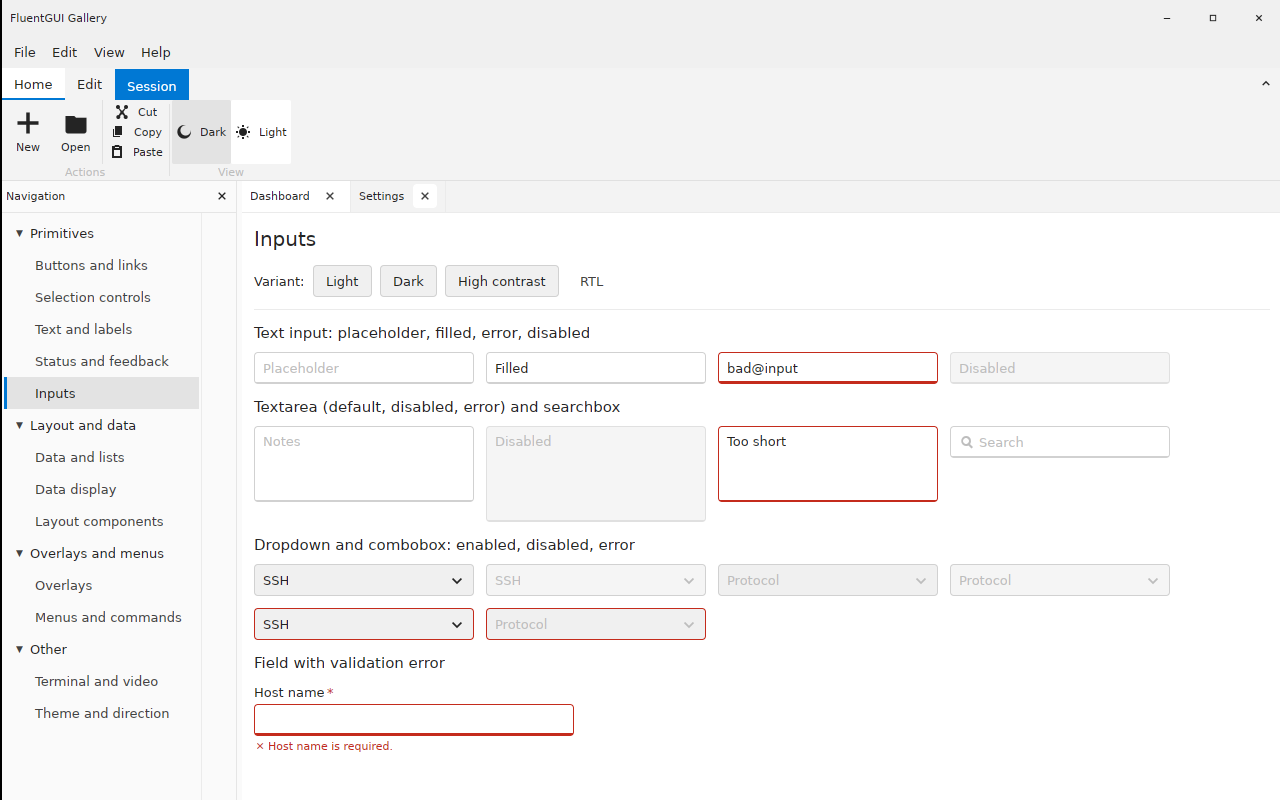 FluentGUI Gallery
File Edit View Help
Home Edit Session
New Open Cut Copy Paste Dark Light
Actions View
Navigation
Dashboard Settings
Primitives
Buttons and links
Selection controls
Text and labels
Status and feedback
Inputs
Layout and data
Data and lists
Data display
Layout components
Overlays and menus
Overlays
Menus and commands
Other
Terminal and video
Theme and direction
Inputs
Variant: Light Dark High contrast RTL
Text input: placeholder, filled, error, disabled
Placeholder Filled bad@input Disabled
Textarea (default, disabled, error) and searchbox
Notes Disabled Too short Search
Dropdown and combobox: enabled, disabled, error
SSH SSH Protocol Protocol
SSH Protocol
Field with validation error
Host name *
Host name is required.